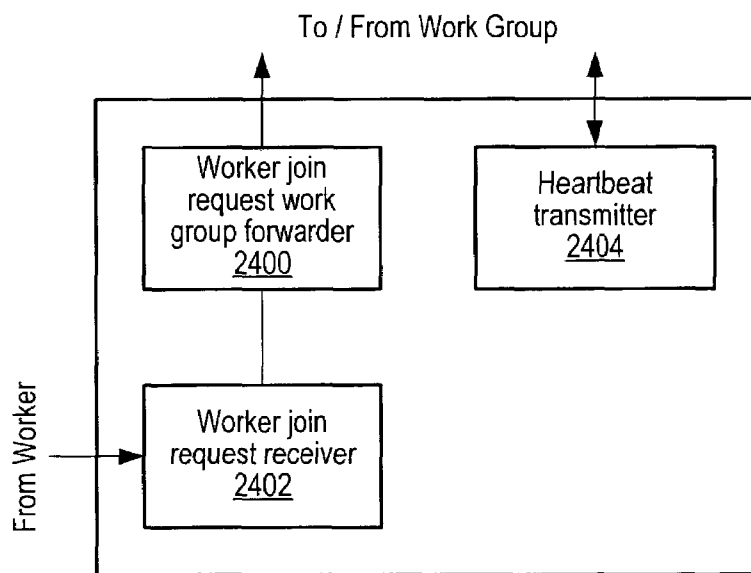 To / From Work Group
Worker join
request work
group forwarder
2400
Heartbeat
transmitter
2404
From Worker
Worker join
request receiver
2402